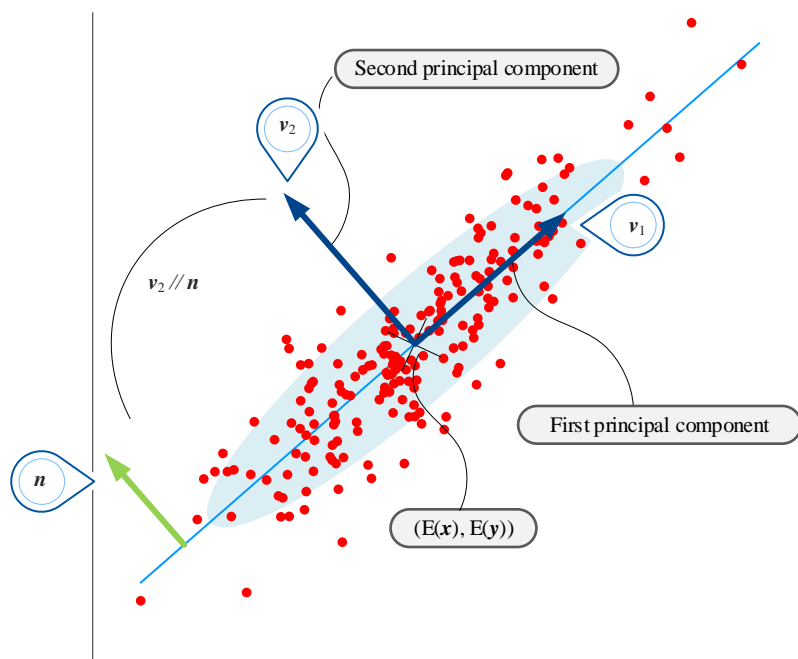 Second principal component
v₂
v₁
v₂ // n
First principal component
n
(E(x), E(y))